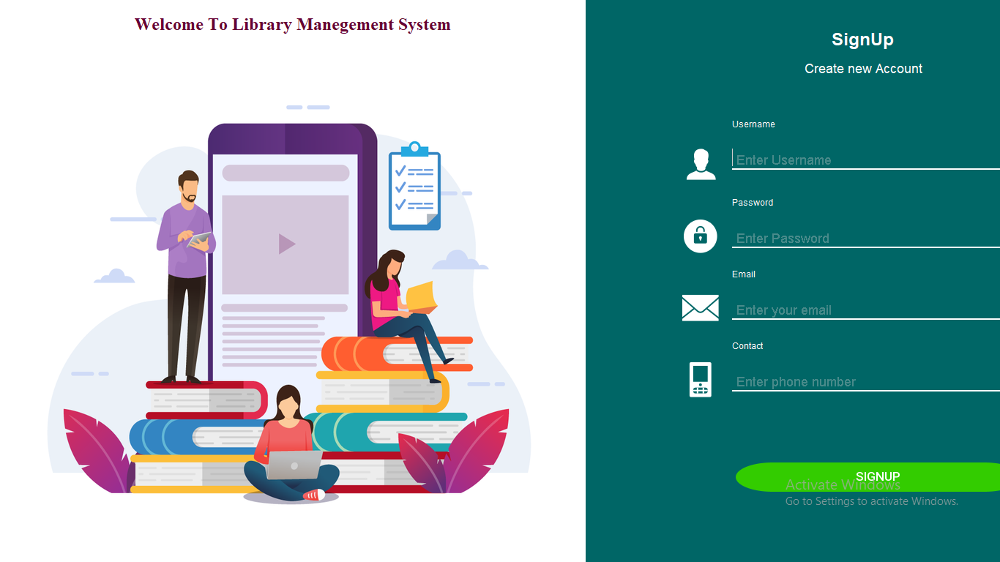 Welcome To Library Manegement System
SignUp
Create new Account
Username
Enter Username
Password
Enter Password
Email
Enter your email
Contact
Enter phone number
SIGNUP
Activate Windows
Go to Settings to activate Windows.